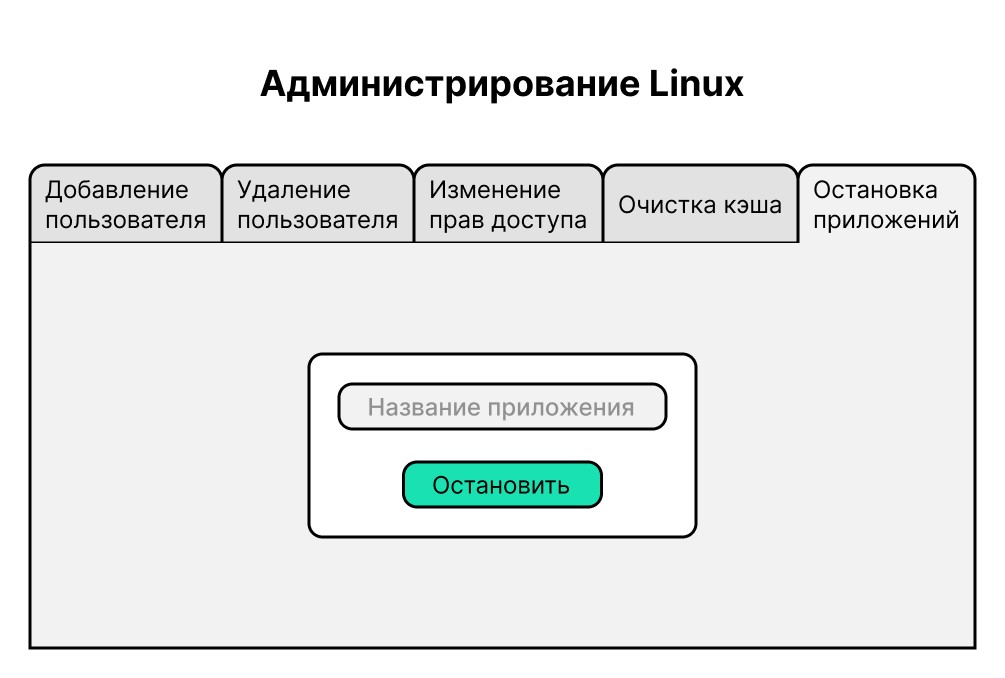 Администрирование Linux
Добавление
пользователя
Удаление
пользователя
Изменение
прав доступа
Очистка кэша
Остановка
приложений
Название приложения
Остановить